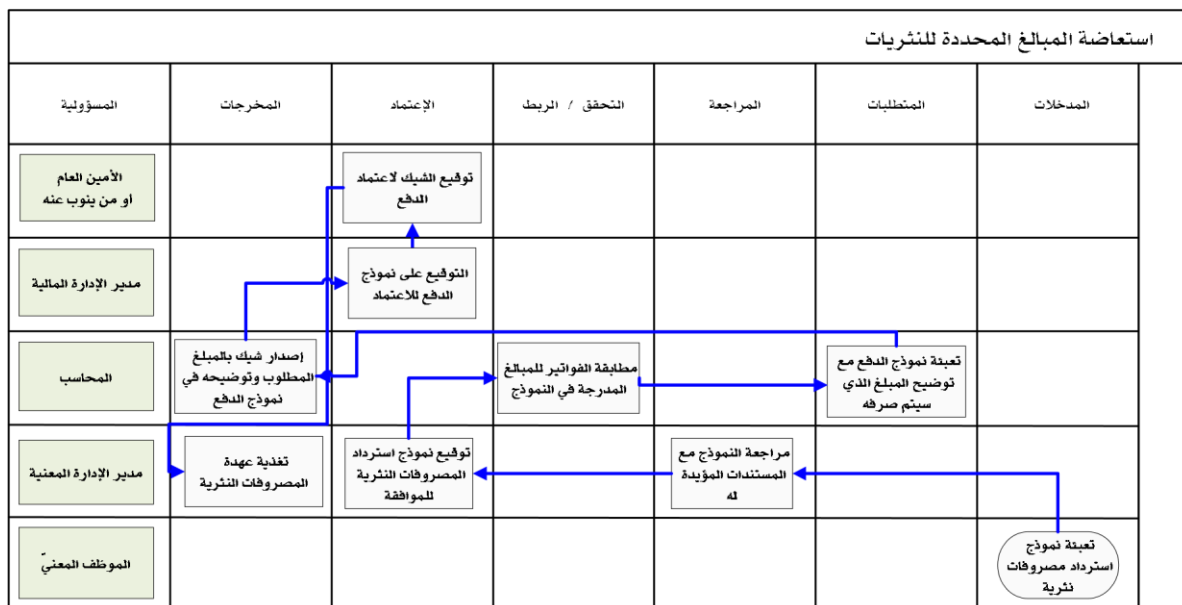 استعاضة المبالغ المحددة للنثريات
المدخلات
المتطلبات
المراجعة
التحقق / الربط
الإعتماد
المخرجات
المسؤولية
توقيع الشيك لاعتماد
الدفع
الأمين العام
او من ينوب عنه
التوقيع على نموذج
الدفع للاعتماد
مدير الإدارة المالية
تعبئة نموذج الدفع مع
توضيح المبلغ الذي
سيتم صرفه
مطابقة الفواتير للمبالغ
المدرجة في النموذج
إصدار شيك بالمبلغ
المطلوب وتوضيحه في
نموذج الدفع
المحاسب
مراجعة النموذج مع
المستندات المؤيدة
له
توقيع نموذج استرداد
المصروفات النثرية
للموافقة
تغذية عهدة
المصروفات النثرية
مدير الإدارة المعنية
تعبئة نموذج
استرداد مصروفات
نثرية
الموظف المعنيّ